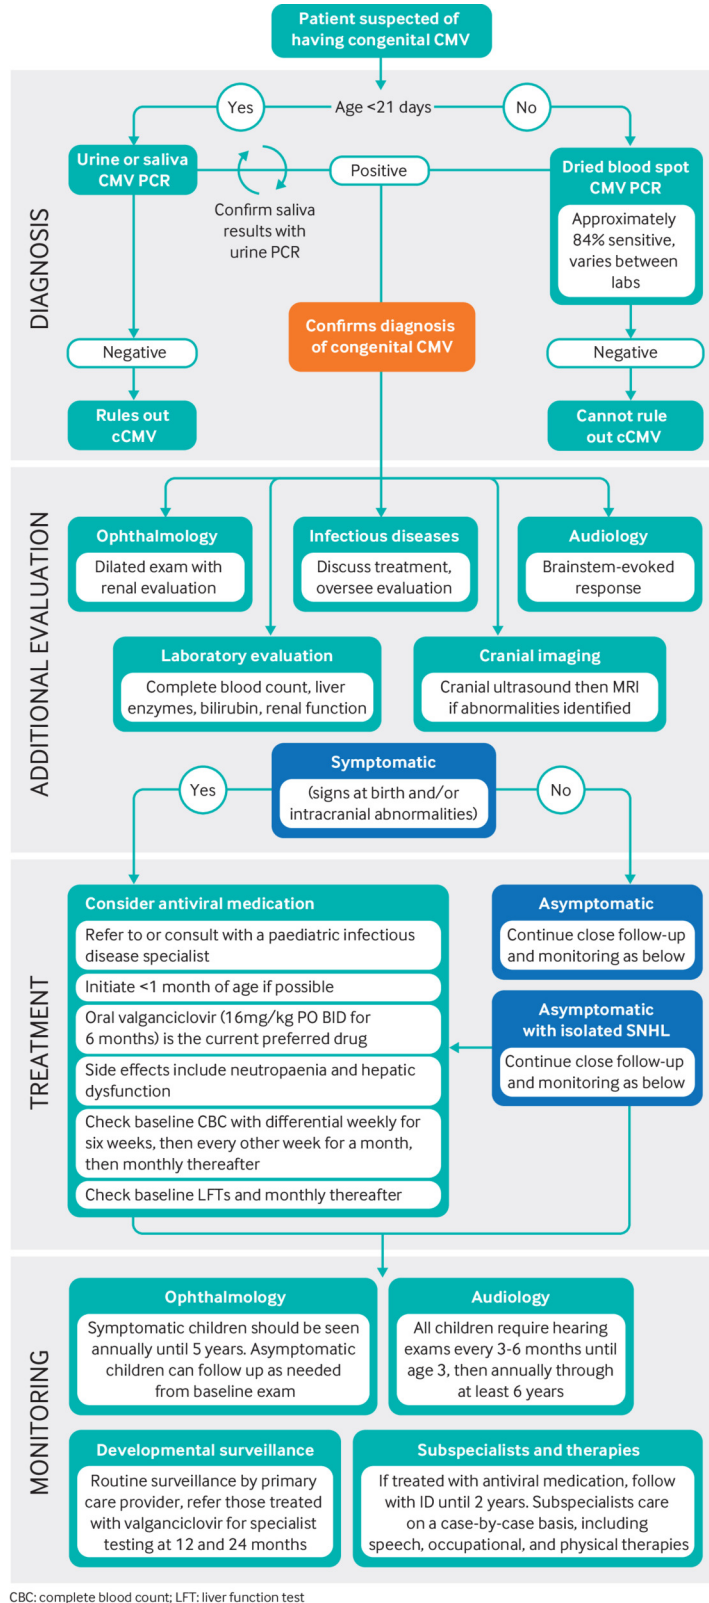 Patient suspected of
having congenital CMV
DIAGNOSIS
Yes
Age <21 days
No
Urine or saliva
CMV PCR
Confirm saliva
results with
urine PCR
Positive
Dried blood spot
CMV PCR
Approximately
84% sensitive,
varies between
labs
Confirms diagnosis
of congenital CMV
Negative
Negative
Rules out
cCMV
Cannot rule
out cCMV
ADDITIONAL EVALUATION
Ophthalmology
Dilated exam with
renal evaluation
Infectious diseases
Discuss treatment,
oversee evaluation
Audiology
Brainstem-evoked
response
Laboratory evaluation
Complete blood count, liver
enzymes, bilirubin, renal function
Cranial imaging
Cranial ultrasound then MRI
if abnormalities identified
Yes
Symptomatic
(signs at birth and/or
intracranial abnormalities)
No
TREATMENT
Consider antiviral medication
Refer to or consult with a paediatric infectious
disease specialist
Initiate <1 month of age if possible
Oral valganciclovir (16mg/kg PO BID for
6 months) is the current preferred drug
Side effects include neutropaenia and hepatic
dysfunction
Check baseline CBC with differential weekly for
six weeks, then every other week for a month,
then monthly thereafter
Check baseline LFTs and monthly thereafter
Asymptomatic
Continue close follow-up
and monitoring as below
Asymptomatic
with isolated SNHL
Continue close follow-up
and monitoring as below
MONITORING
Ophthalmology
Symptomatic children should be seen
annually until 5 years. Asymptomatic
children can follow up as needed
from baseline exam
Audiology
All children require hearing
exams every 3-6 months until
age 3, then annually through
at least 6 years
Developmental surveillance
Routine surveillance by primary
care provider, refer those treated
with valganciclovir for specialist
testing at 12 and 24 months
Subspecialists and therapies
If treated with antiviral medication, follow
with ID until 2 years. Subspecialists care
on a case-by-case basis, including
speech, occupational, and physical therapies
CBC: complete blood count; LFT: liver function test